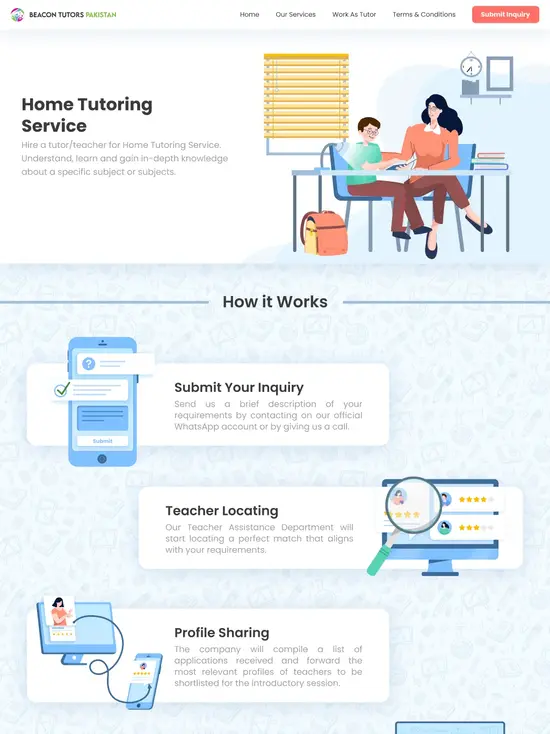 BEACON TUTORS PAKISTAN
Home Our Services Work As Tutor Terms & Conditions Submit Inquiry
Home Tutoring
Service
Hire a tutor/teacher for Home Tutoring Service.
Understand, learn and gain in-depth knowledge
about a specific subject or subjects.
How it Works
Submit Your Inquiry
Send us a brief description of your
requirements by contacting on our official
WhatsApp account or by giving us a call.
Submit
Teacher Locating
Our Teacher Assistance Department will
start locating a perfect match that aligns
with your requirements.
Profile Sharing
The company will compile a list of
applications received and forward the
most relevant profiles of teachers to be
shortlisted for the Introductory session.